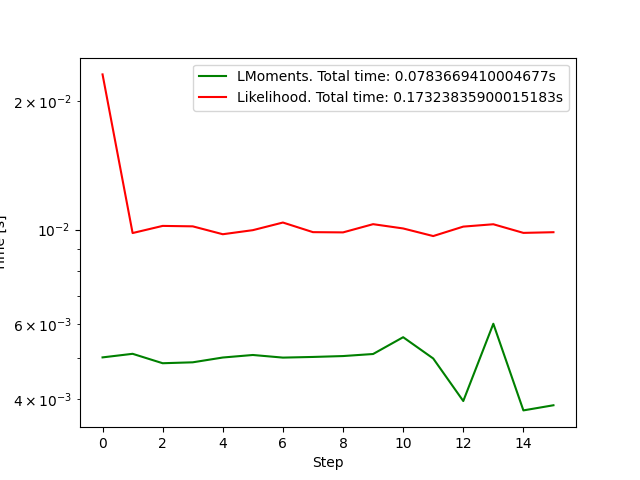 LMoments. Total time: 0.0783669410004677s
Likelihood. Total time: 0.17323835900015183s
2 × 10⁻²
10⁻²
6 × 10⁻³
4 × 10⁻³
0 2 4 6 8 10 12 14
Step